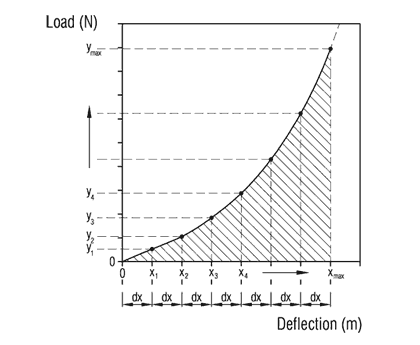 Load (N)
y_max
y_4
y_3
y_2
y_1
0
0 x_1 x_2 x_3 x_4 x_max
dx dx dx dx dx dx dx
Deflection (m)